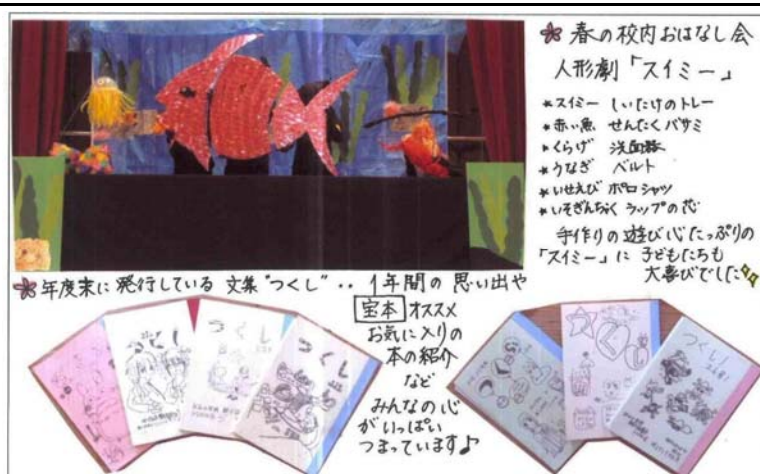 春の校内おはなし会
人形劇「スイミー」
*スイミー しいたけのトレー
*赤い魚 せんたくバサミ
*くらげ 洗面器
*うなぎ ベルト
*いせえび ポロシャツ
*いそぎんちゃく ラップの芯
手作りの遊び心たっぷりの
「スイミー」に 子どもたちも
大喜びでした
年度末に発行している 文集"つくし"‥ 1年間の思い出や
宝本 オススメ
お気に入りの
本の紹介
など
みんなの心
がいっぱい
つまっています♪
つくし
つくし
つくし
つくし!